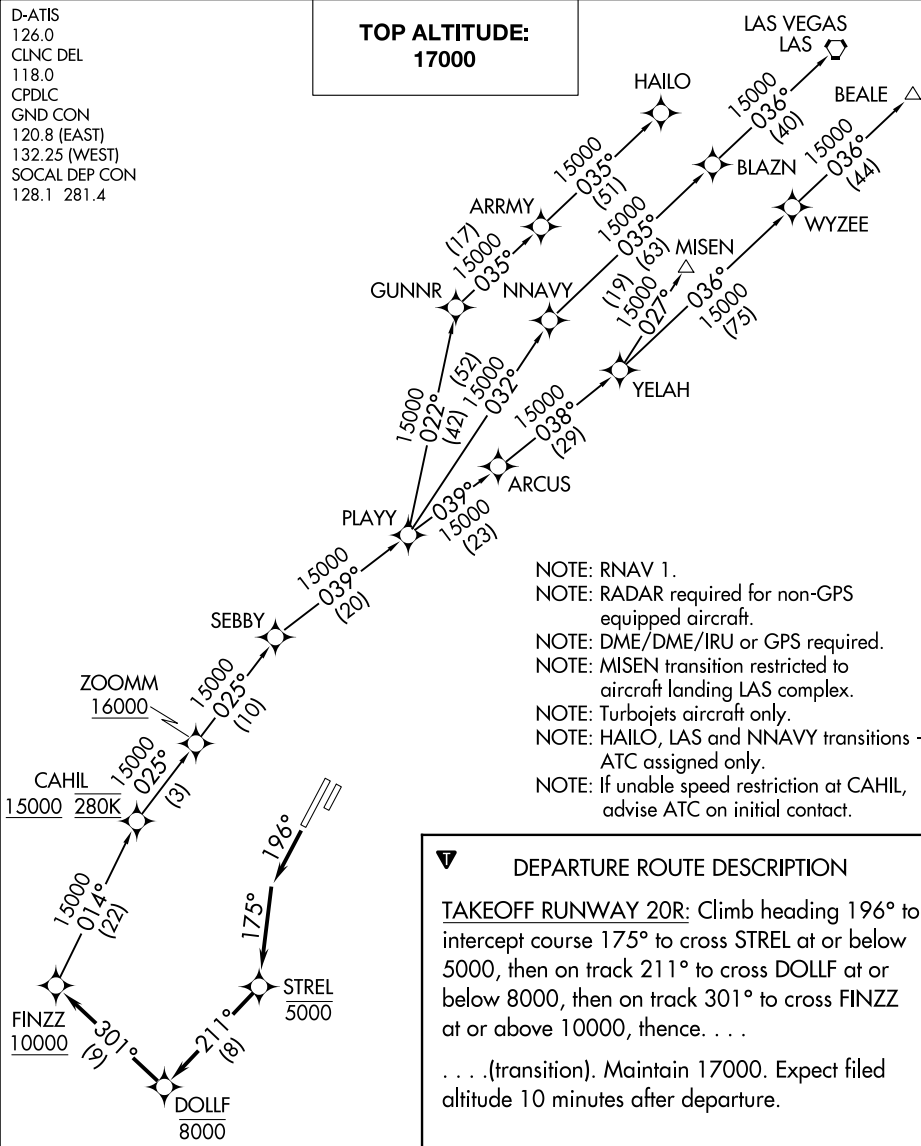 D-ATIS
126.0
CLNC DEL
118.0
CPDLC
GND CON
120.8 (EAST)
132.25 (WEST)
SOCAL DEP CON
128.1 281.4
TOP ALTITUDE:
17000
LAS VEGAS
LAS
HAILO
BEALE
15000
036°
(40)
15000
035°
(51)
BLAZN
15000
036°
(44)
ARRMY
WYZEE
(17)
15000
035°
15000
035°
(63)
MISEN
GUNNR
NNAVY
(19)
15000
027°
036°
15000
(75)
YELAH
15000
022°
(42)
(52)
15000
032°
15000
038°
(29)
ARCUS
PLAYY
039°
15000
(23)
15000
039°
(20)
SEBBY
15000
025°
(10)
ZOOMM
16000
15000
025°
(3)
CAHIL
15000 280K
15000
014°
(22)
196°
175°
STREL
5000
FINZZ
10000
301°
(9)
211°
(8)
DOLLF
8000
NOTE: RNAV 1.
NOTE: RADAR required for non-GPS
equipped aircraft.
NOTE: DME/DME/IRU or GPS required.
NOTE: MISEN transition restricted to
aircraft landing LAS complex.
NOTE: Turbojets aircraft only.
NOTE: HAILO, LAS and NNAVY transitions -
ATC assigned only.
NOTE: If unable speed restriction at CAHIL,
advise ATC on initial contact.
T
DEPARTURE ROUTE DESCRIPTION
TAKEOFF RUNWAY 20R: Climb heading 196° to
intercept course 175° to cross STREL at or below
5000, then on track 211° to cross DOLLF at or
below 8000, then on track 301° to cross FINZZ
at or above 10000, thence. . . .
. . . .(transition). Maintain 17000. Expect filed
altitude 10 minutes after departure.